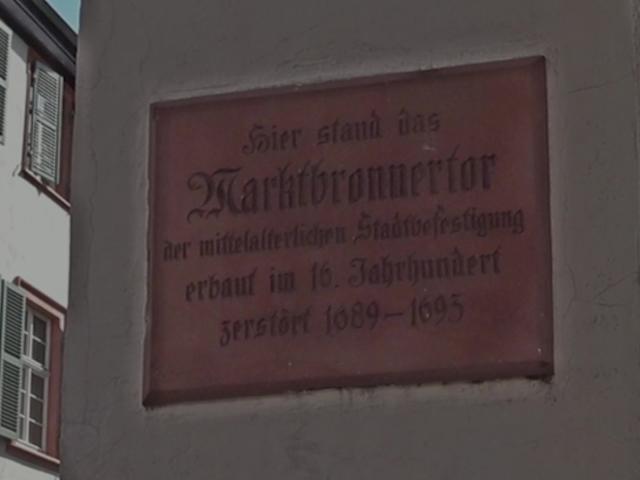 Hier stand das
Marktbronnertor
der mittelalterlichen Stadtbefestigung
erbaut im 16. Jahrhundert
zerstört 1689–1693